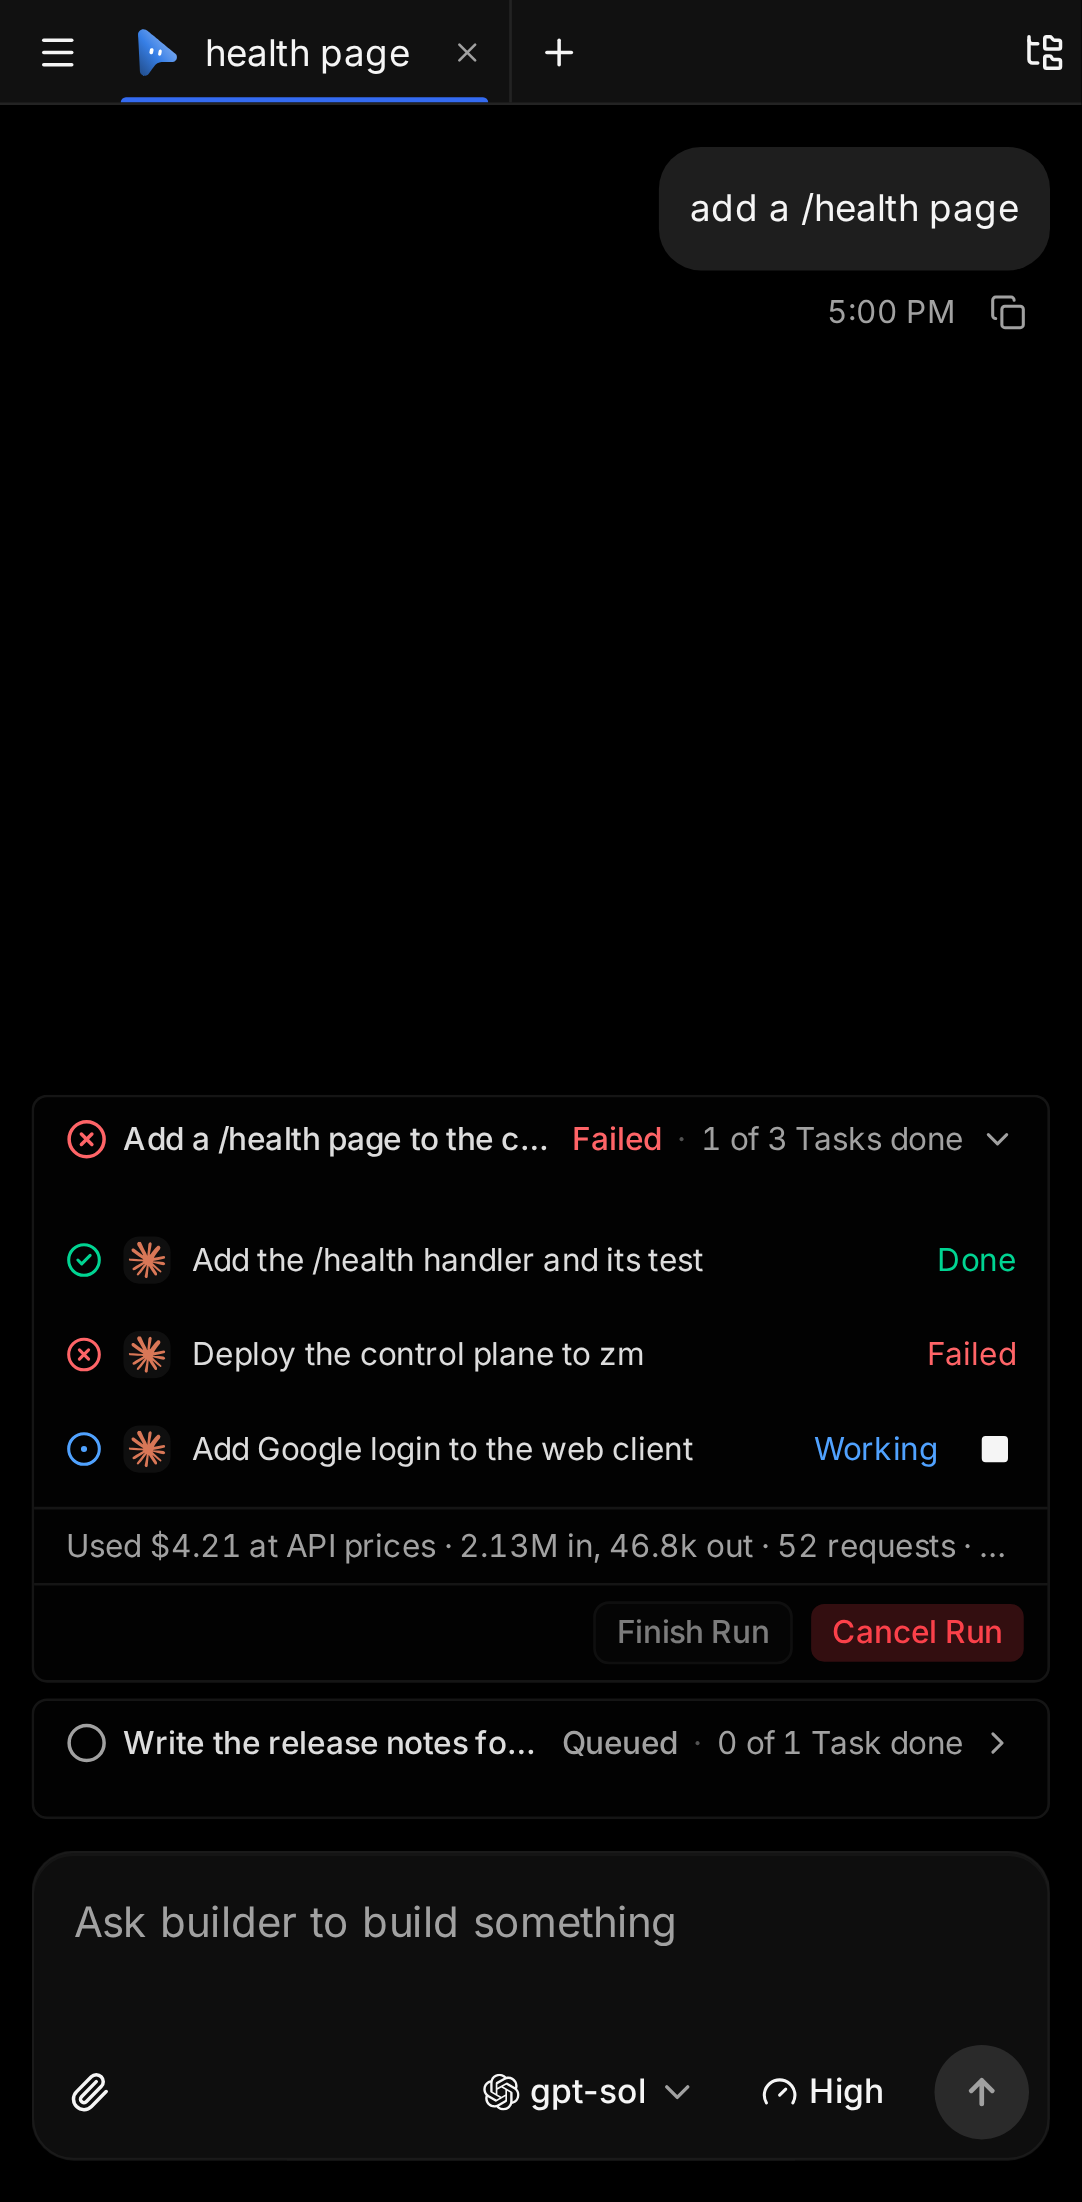 health page
add a /health page
5:00 PM
Add a /health page to the c... Failed · 1 of 3 Tasks done
Add the /health handler and its test Done
Deploy the control plane to zm Failed
Add Google login to the web client Working
Used $4.21 at API prices · 2.13M in, 46.8k out · 52 requests · ...
Finish Run Cancel Run
Write the release notes fo... Queued · 0 of 1 Task done
Ask builder to build something
gpt-sol High